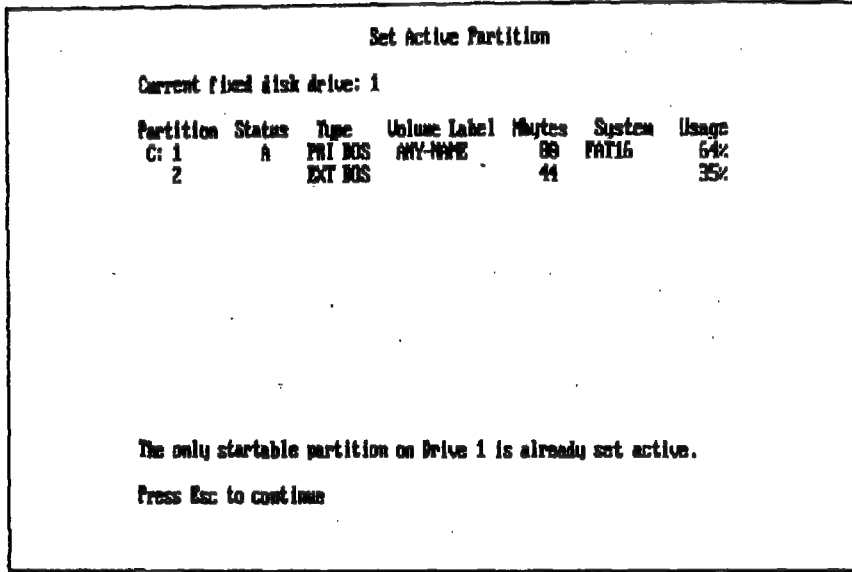 Set Active Partition
Current fixed disk drive: 1
Partition Status Type Volume Label Mbytes System Usage
C: 1 A PRI DOS ANY-NAME 80 FAT16 64%
2 EXT DOS 44 35%
The only startable partition on Drive 1 is already set active.
Press Esc to continue